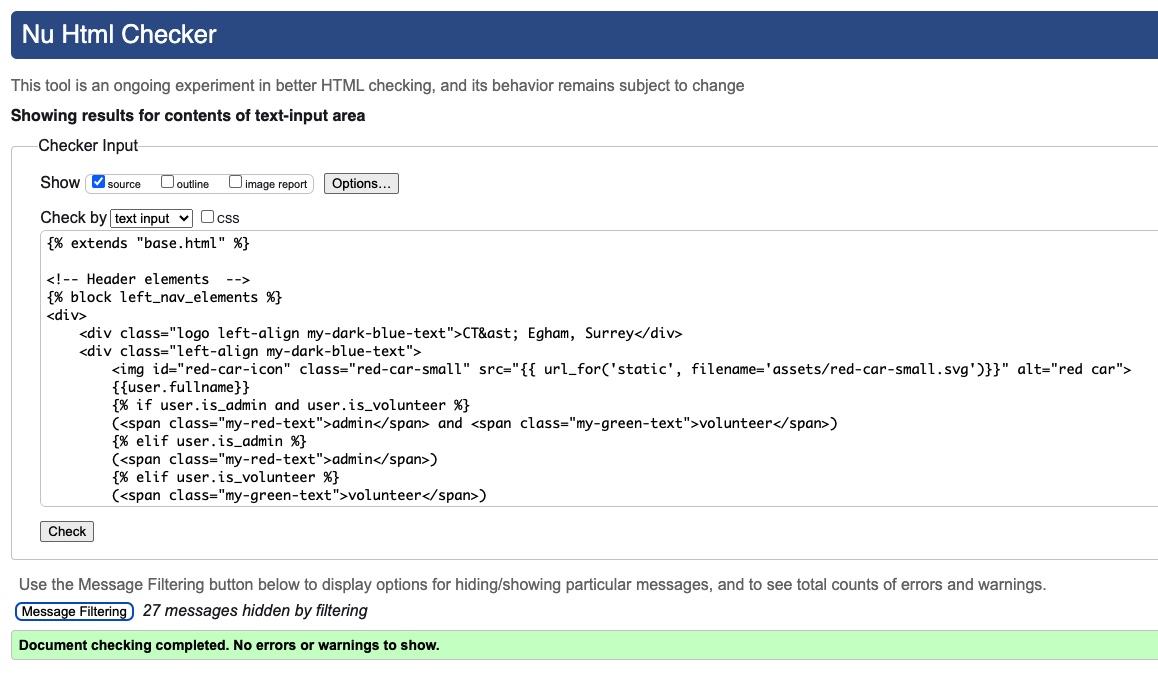 Nu Html Checker
This tool is an ongoing experiment in better HTML checking, and its behavior remains subject to change
Showing results for contents of text-input area
Checker Input
Show source outline image report Options...
Check by text input css
{% extends "base.html" %}
<!-- Header elements  -->
{% block left_nav_elements %}
<div>
    <div class="logo left-align my-dark-blue-text">CT&ast; Egham, Surrey</div>
    <div class="left-align my-dark-blue-text">
        <img id="red-car-icon" class="red-car-small" src="{{ url_for('static', filename='assets/red-car-small.svg')}}" alt="red car">
        {{user.fullname}}
        {% if user.is_admin and user.is_volunteer %}
        (<span class="my-red-text">admin</span> and <span class="my-green-text">volunteer</span>)
        {% elif user.is_admin %}
        (<span class="my-red-text">admin</span>)
        {% elif user.is_volunteer %}
        (<span class="my-green-text">volunteer</span>)
Check
Use the Message Filtering button below to display options for hiding/showing particular messages, and to see total counts of errors and warnings.
Message Filtering 27 messages hidden by filtering
Document checking completed. No errors or warnings to show.